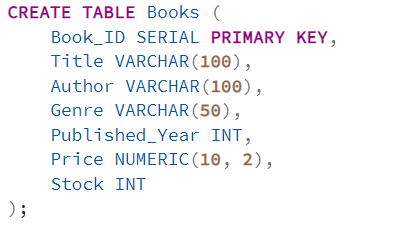 CREATE TABLE Books (
    Book_ID SERIAL PRIMARY KEY,
    Title VARCHAR(100),
    Author VARCHAR(100),
    Genre VARCHAR(50),
    Published_Year INT,
    Price NUMERIC(10, 2),
    Stock INT
);